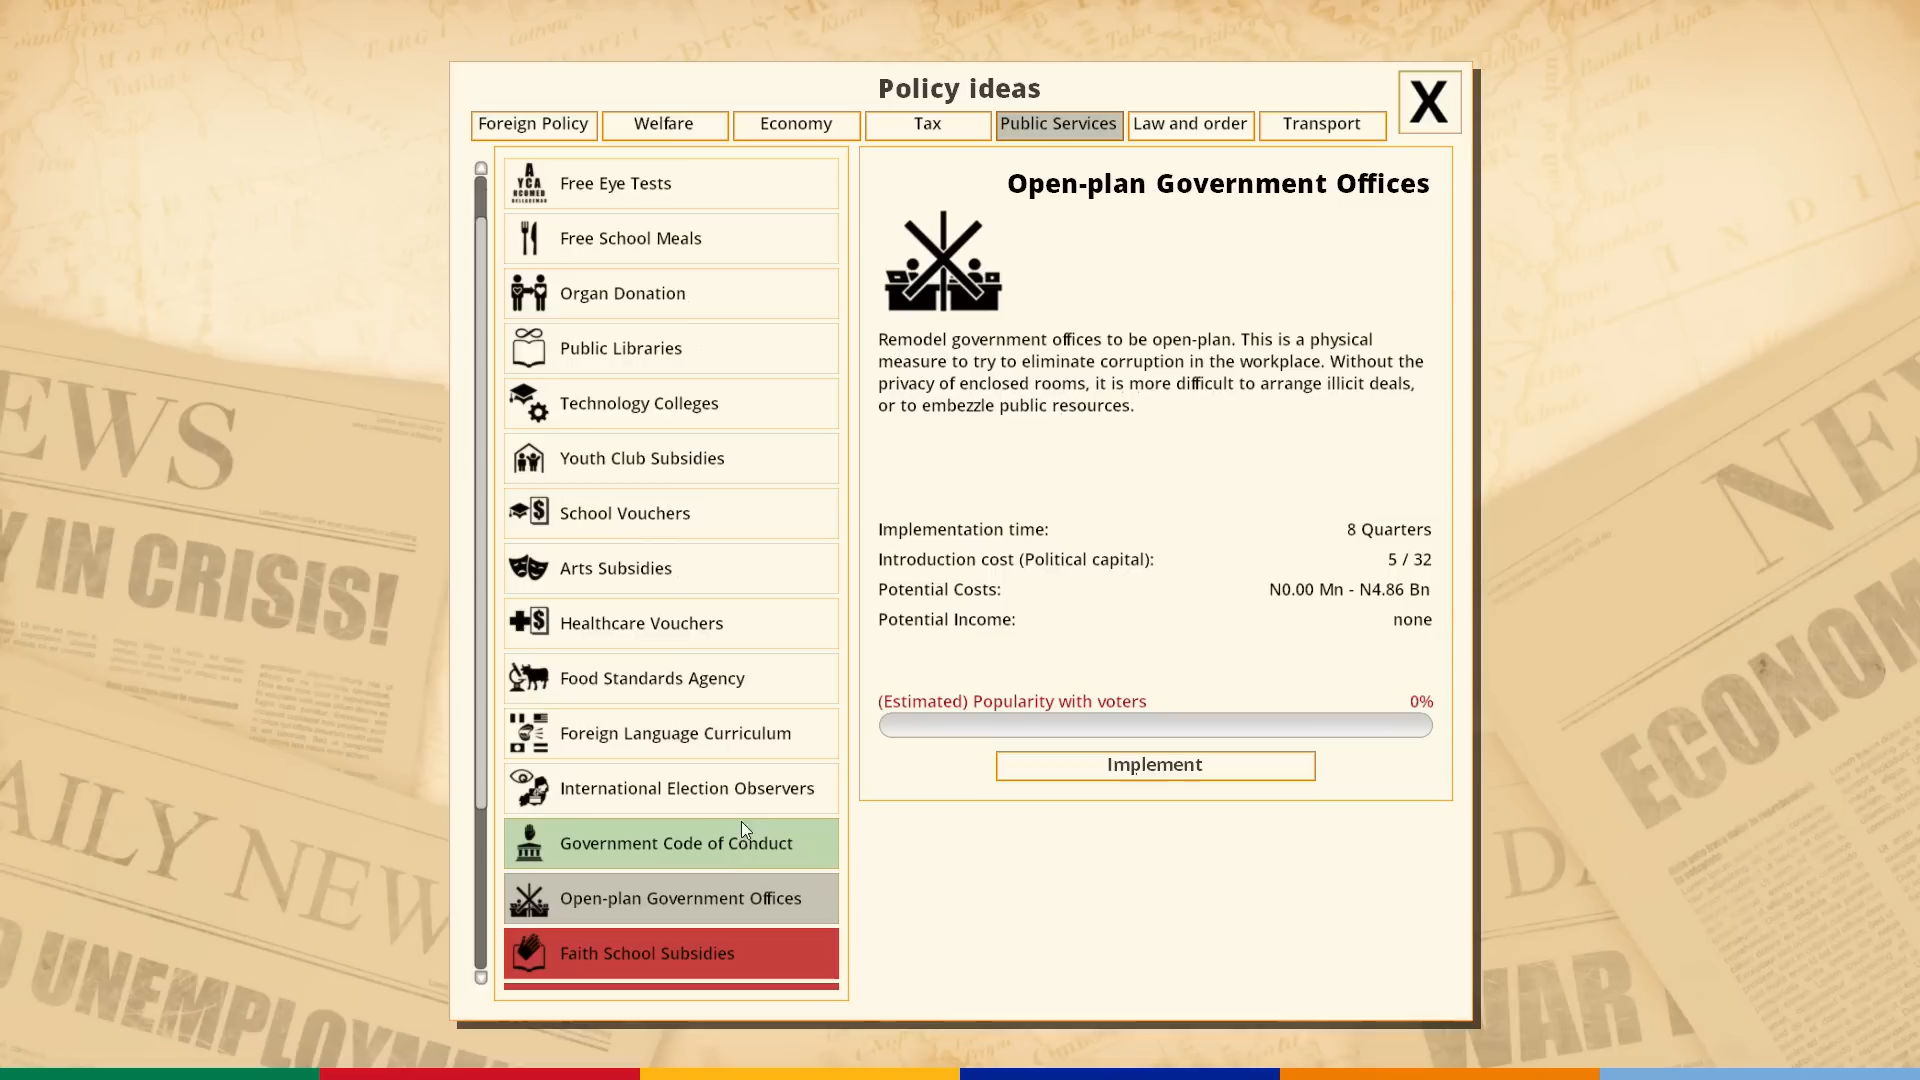 Policy ideas
X
Foreign Policy
Welfare
Economy
Tax
Public Services
Law and order
Transport
Free Eye Tests
Free School Meals
Organ Donation
Public Libraries
Technology Colleges
Youth Club Subsidies
School Vouchers
Arts Subsidies
Healthcare Vouchers
Food Standards Agency
Foreign Language Curriculum
International Election Observers
Government Code of Conduct
Open-plan Government Offices
Faith School Subsidies
Open-plan Government Offices
Remodel government offices to be open-plan. This is a physical
measure to try to eliminate corruption in the workplace. Without the
privacy of enclosed rooms, it is more difficult to arrange illicit deals,
or to embezzle public resources.
Implementation time: 8 Quarters
Introduction cost (Political capital): 5 / 32
Potential Costs: N0.00 Mn - N4.86 Bn
Potential Income: none
(Estimated) Popularity with voters 0%
Implement
EWS
Y IN CRISIS!
AILY NEW
UNEMPLOYM
NE
ECONOM
WAR